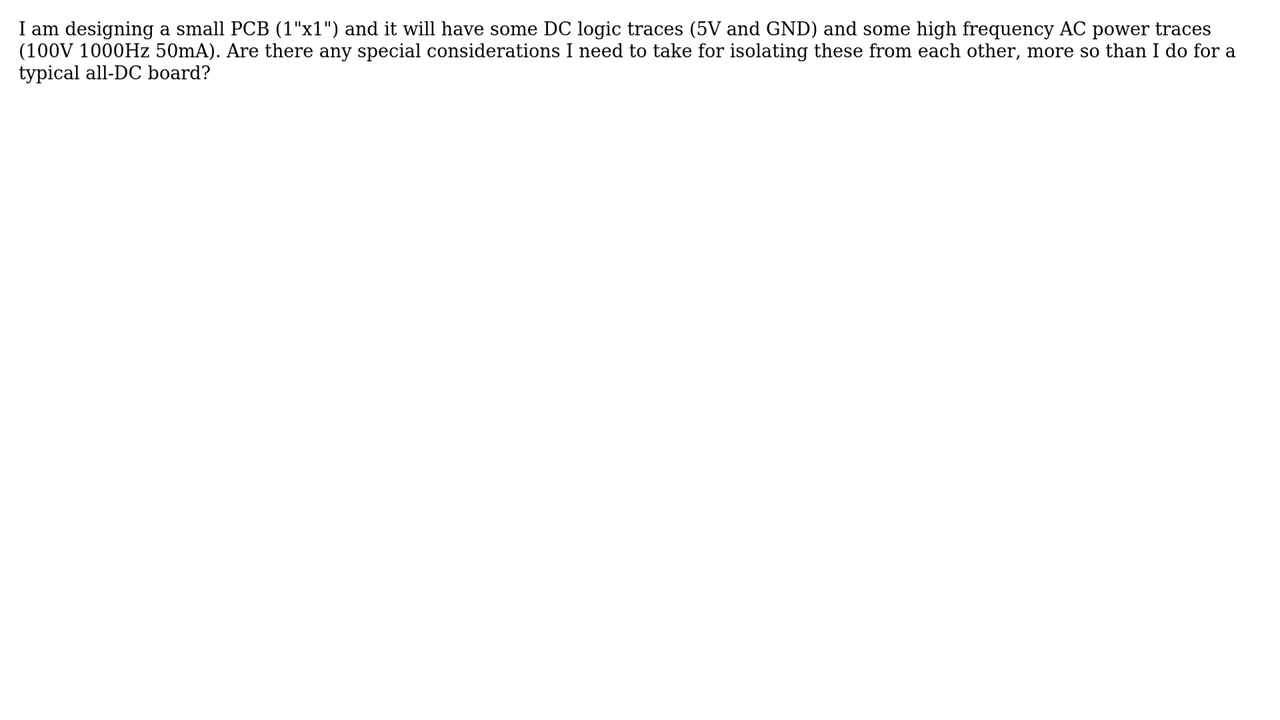 I am designing a small PCB (1"x1") and it will have some DC logic traces (5V and GND) and some high frequency AC power traces
(100V 1000Hz 50mA). Are there any special considerations I need to take for isolating these from each other, more so than I do for a
typical all-DC board?